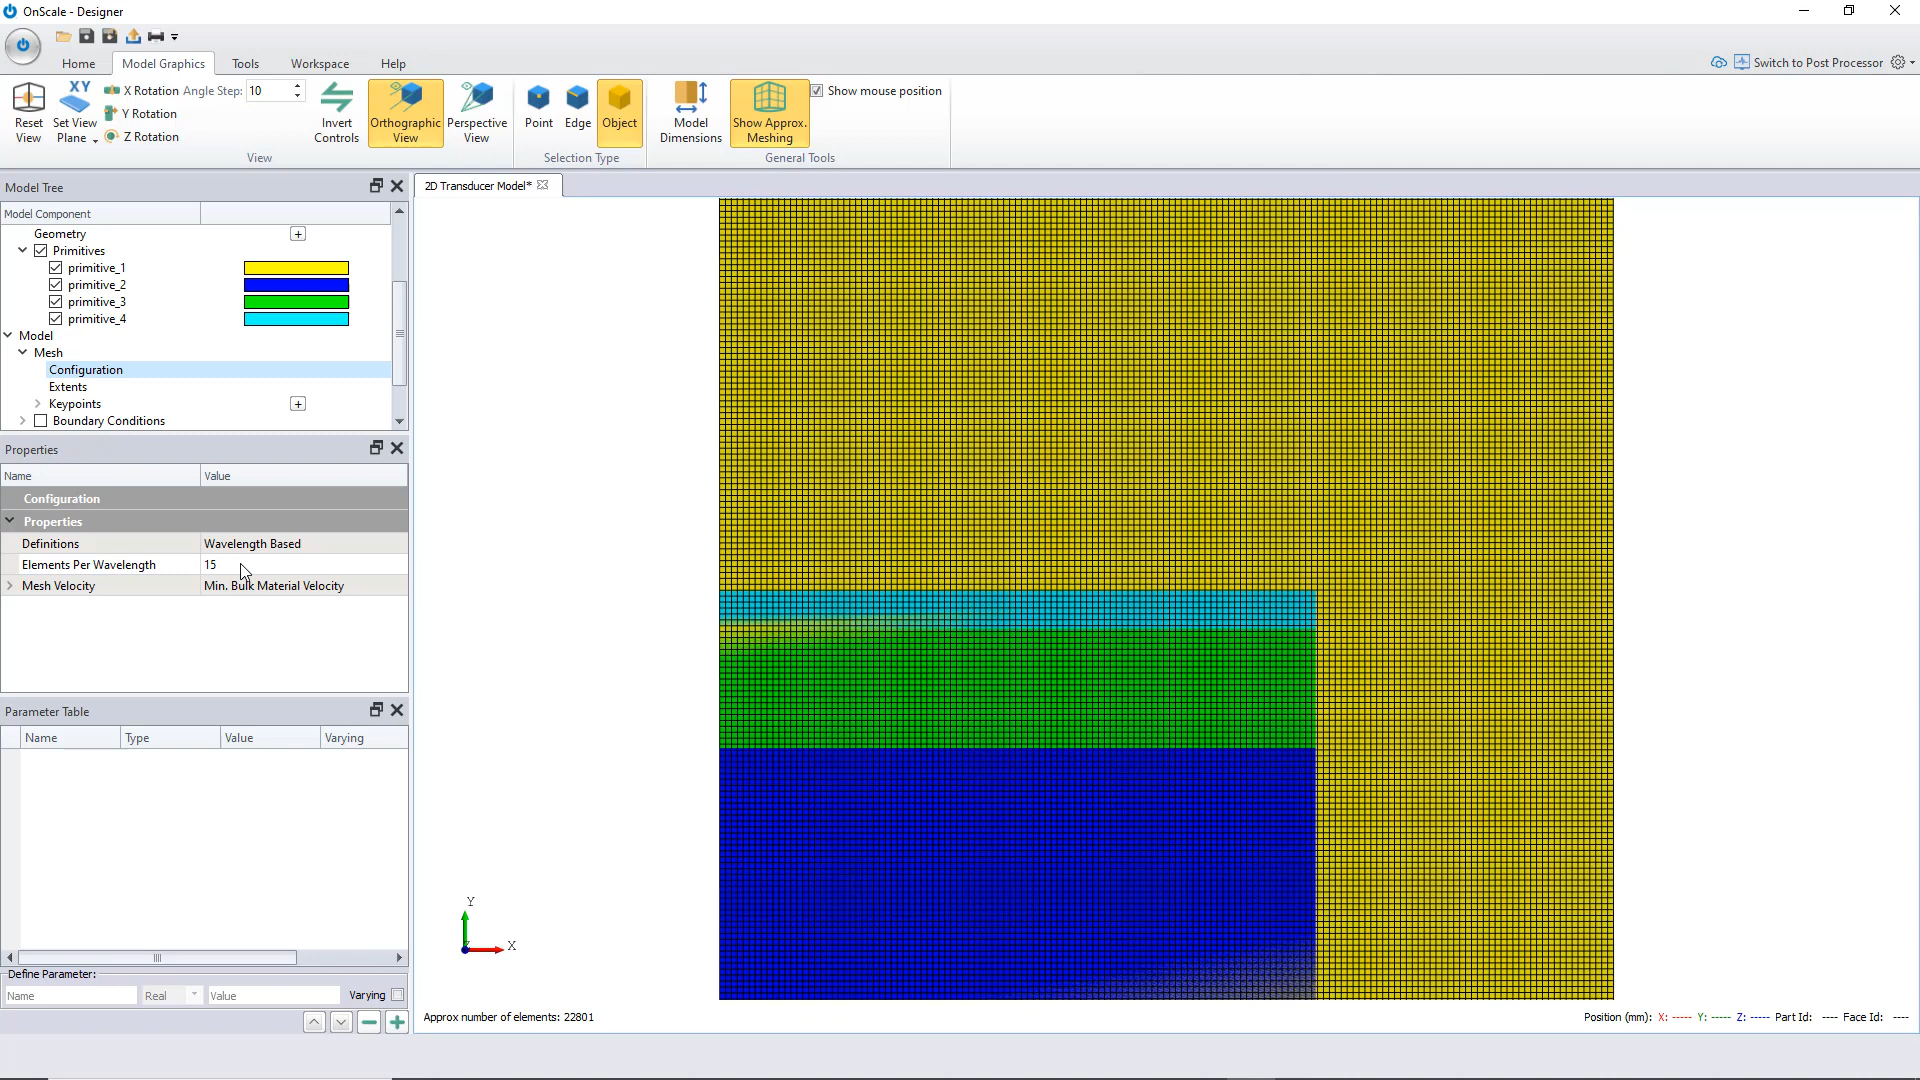 OnScale - Designer
Home
Model Graphics
Tools
Workspace
Help
Switch to Post Processor
Reset View
XY
Set View Plane
X Rotation
Angle Step:
10
Y Rotation
Z Rotation
Invert Controls
Orthographic View
Perspective View
Point
Edge
Object
Model Dimensions
Show Approx. Meshing
Show mouse position
View
Selection Type
General Tools
Model Tree
2D Transducer Model*
Model Component
Geometry
+
Primitives
primitive_1
primitive_2
primitive_3
primitive_4
Model
Mesh
Configuration
Extents
Keypoints
+
Boundary Conditions
Properties
Name Value
Configuration
Properties
Definitions Wavelength Based
Elements Per Wavelength 15
Mesh Velocity Min. Bulk Material Velocity
Parameter Table
Name Type Value Varying
Define Parameter:
Name Real Value Varying
Y
X
Approx number of elements: 22801
Position (mm): X: ----- Y: ----- Z: ----- Part Id: ---- Face Id: ----